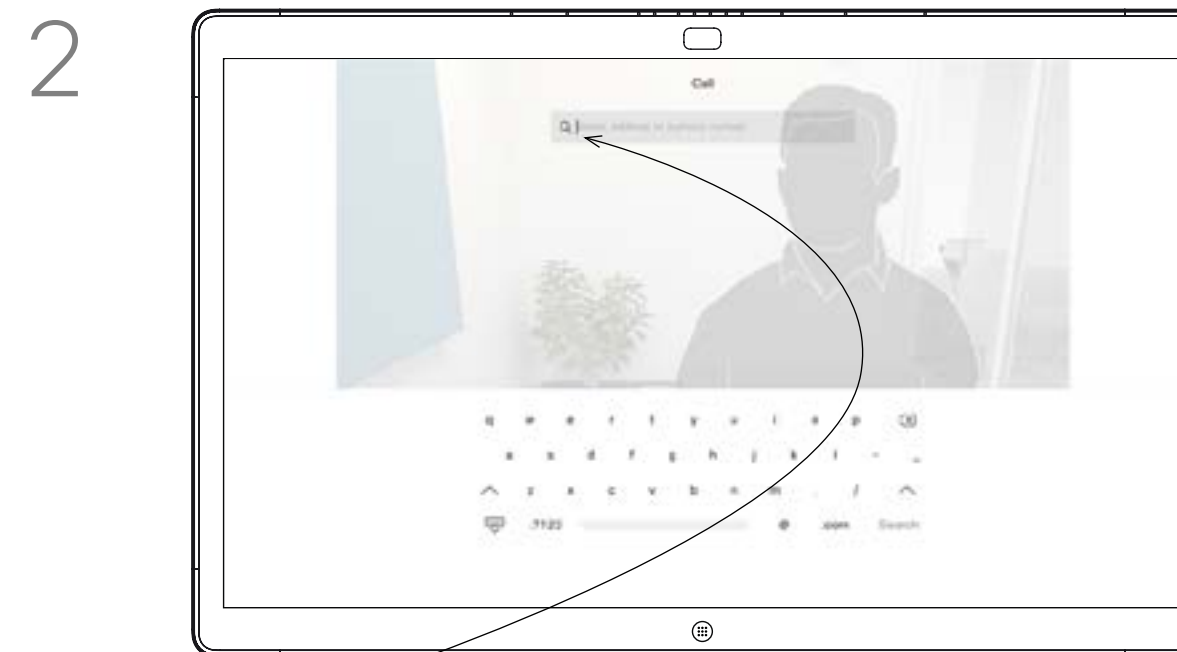 2
Call
q w e r t y u i o p
a s d f g h j k l - _
z x c v b n m . /
.?123 @ .com Search